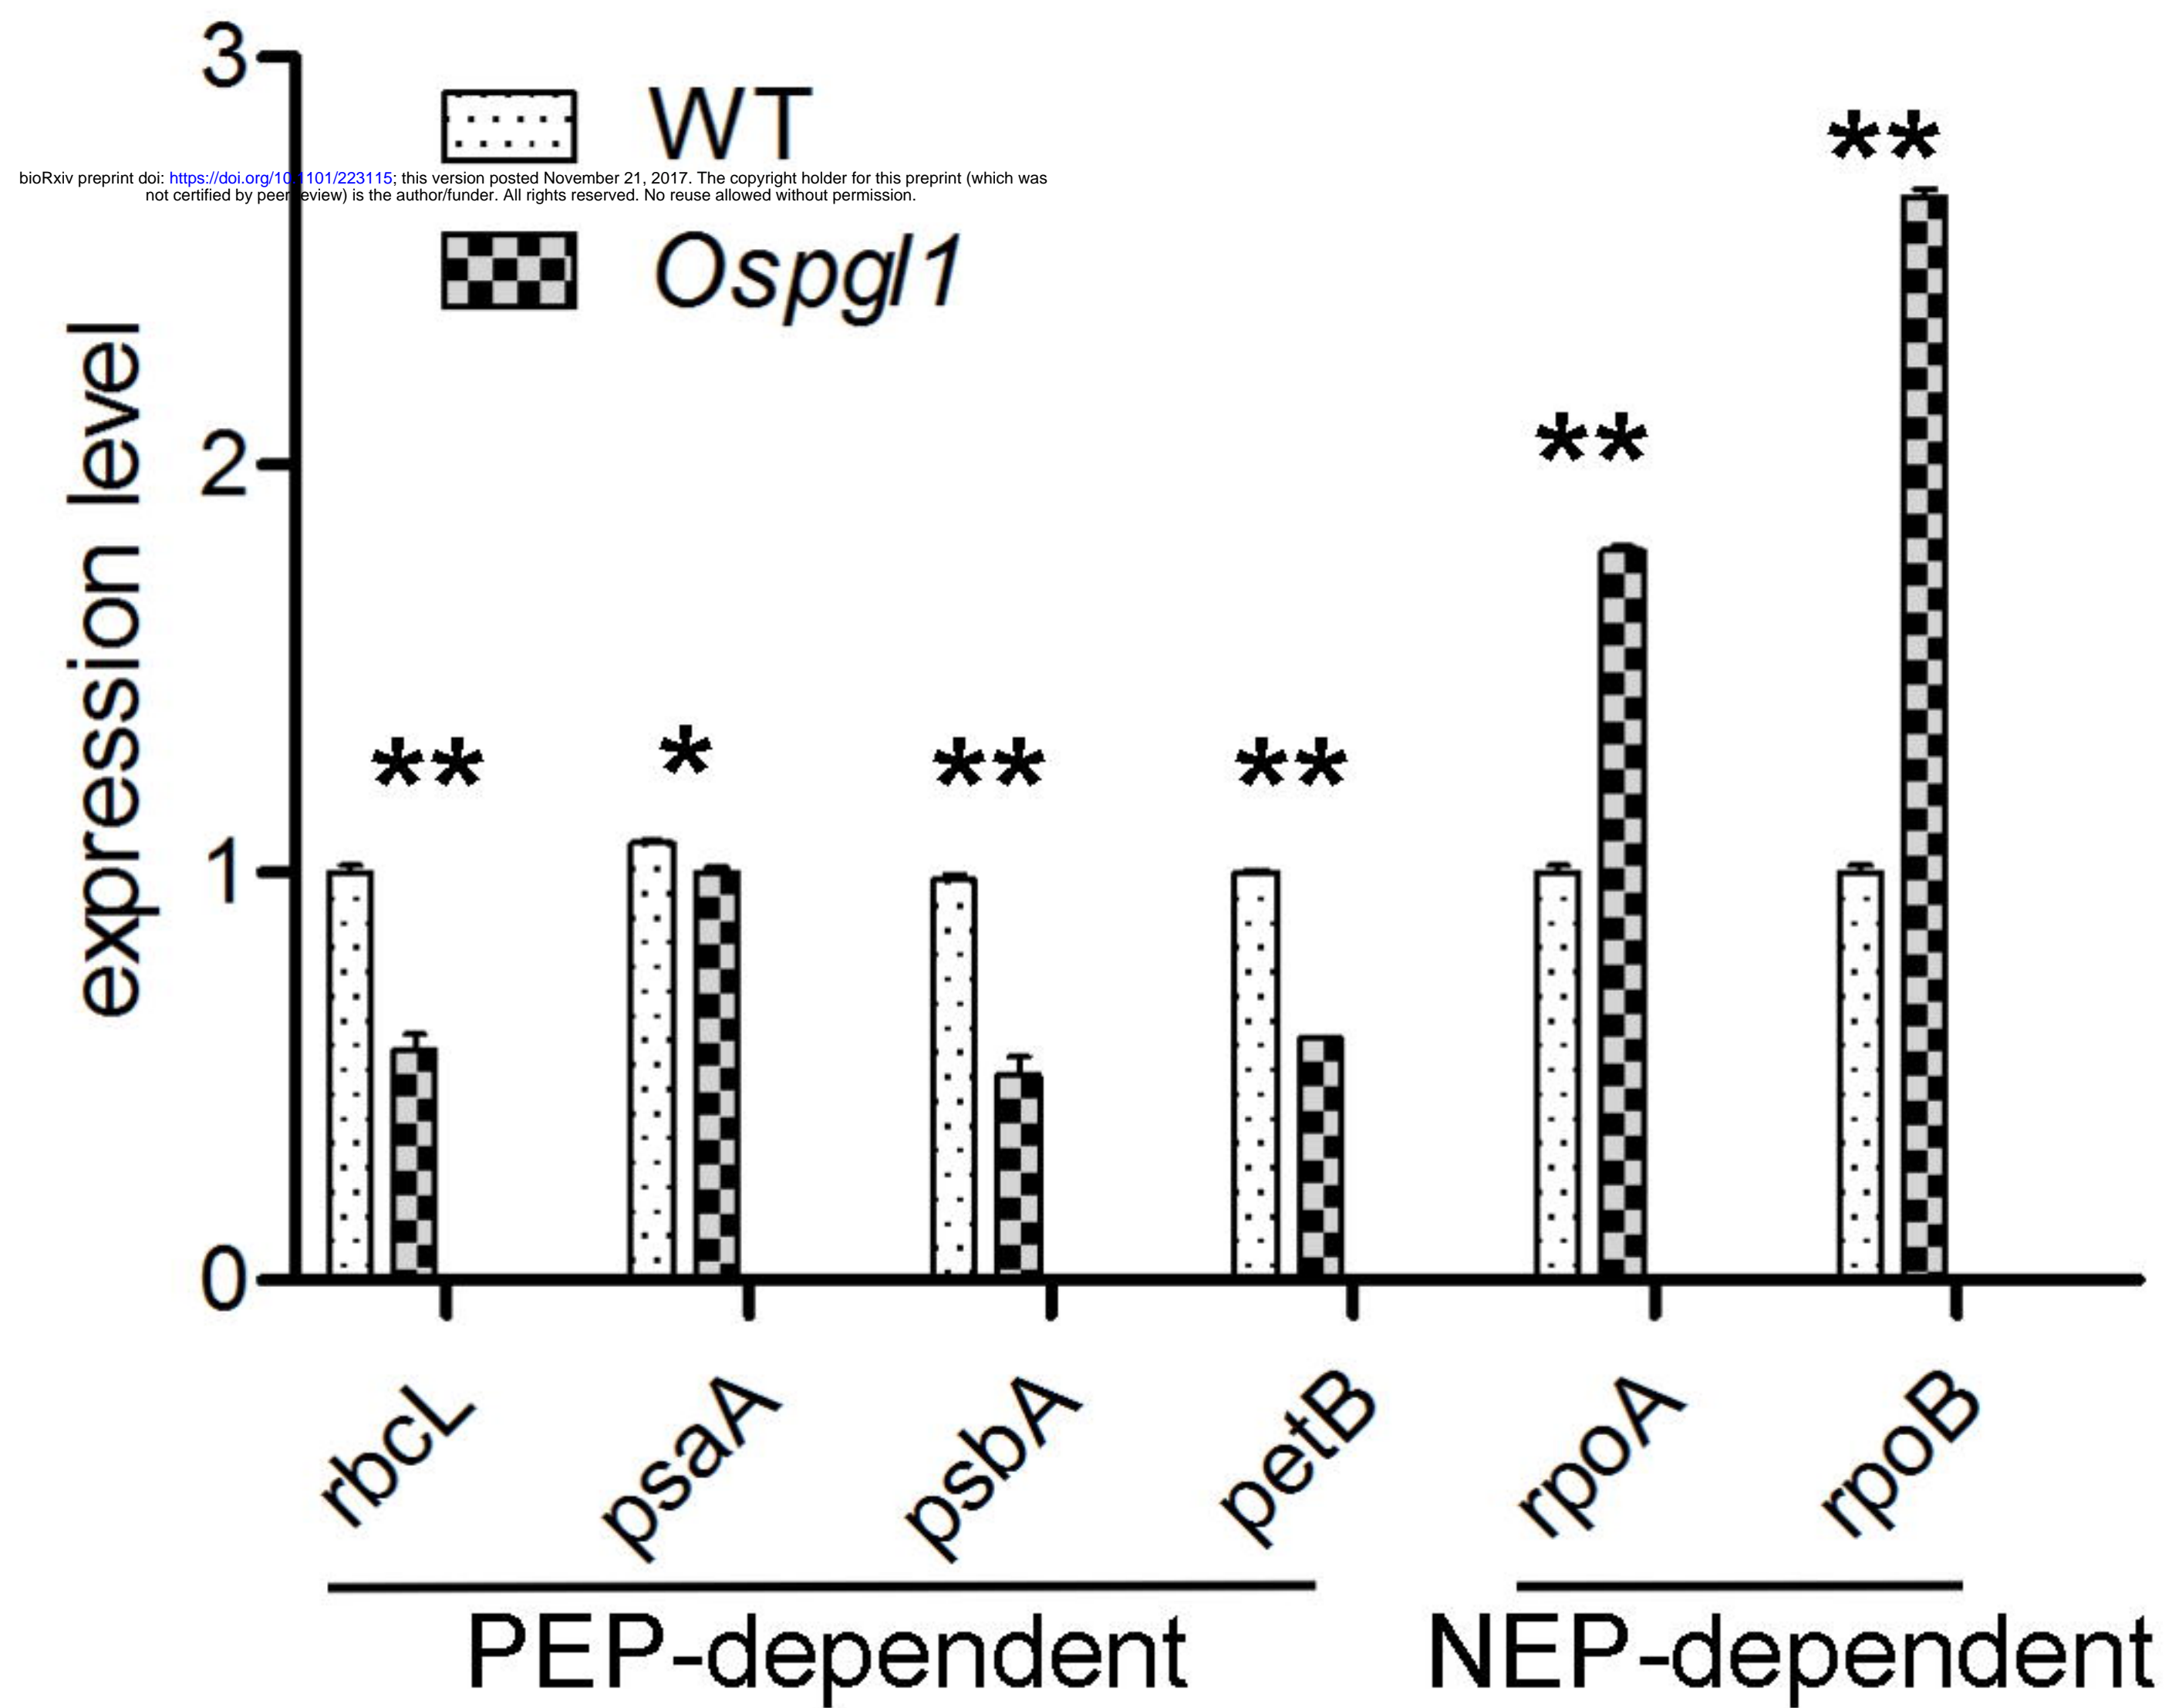 3
WT
bioRxiv preprint doi: https://doi.org/10.1101/223115; this version posted November 21, 2017. The copyright holder for this preprint (which was
not certified by peer review) is the author/funder. All rights reserved. No reuse allowed without permission.
Ospgl1
**
expression level
2
**
** * ** **
1
0
rbcL psaA psbA petB rpoA rpoB
PEP-dependent NEP-dependent